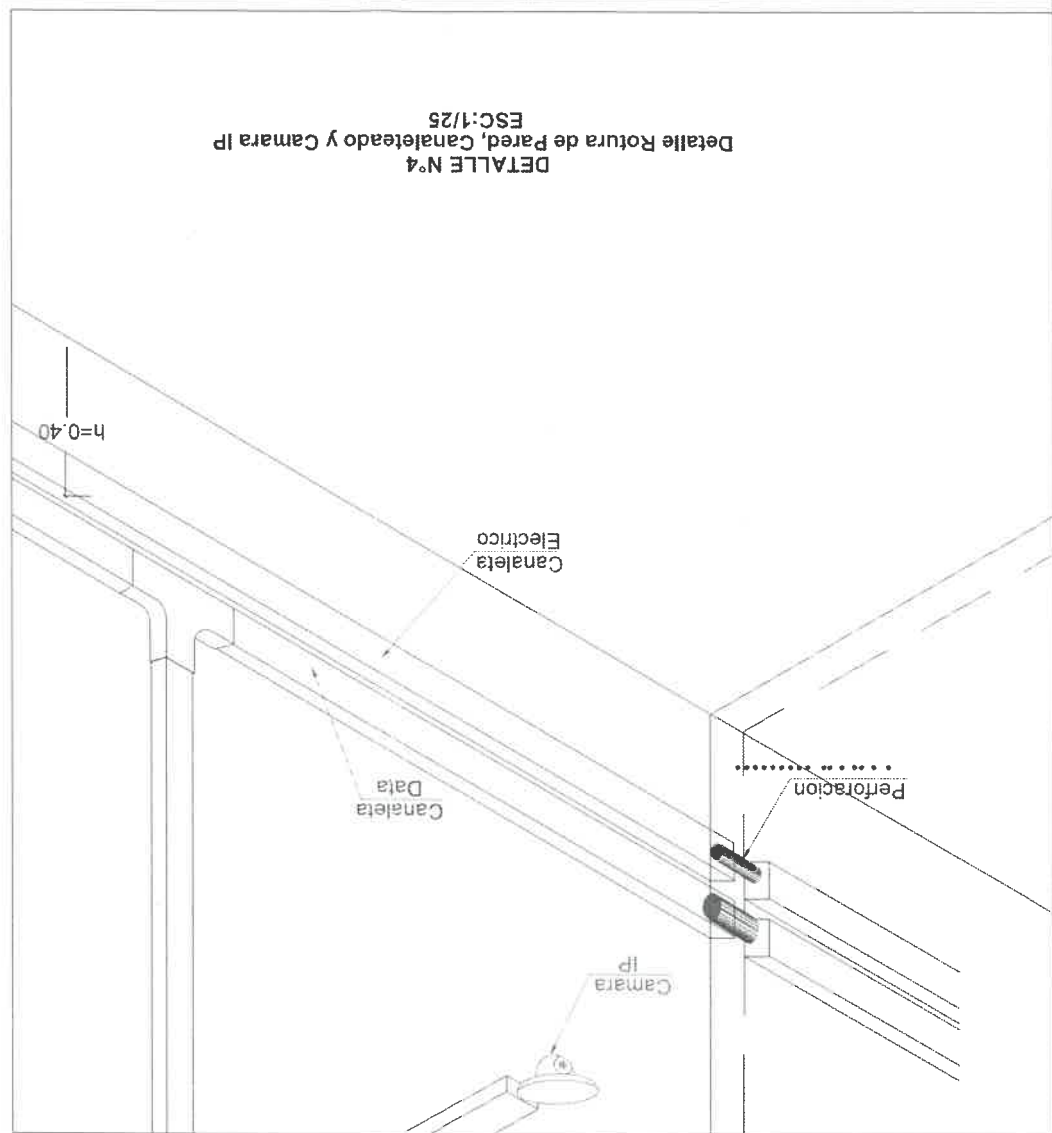 Camara
IP
Perforacion
Canaleta
Data
Canaleta
Electrico
h=0.40
DETALLE N°4
Detalle Rotura de Pared, Canaleteado y Camara IP
ESC:1/25